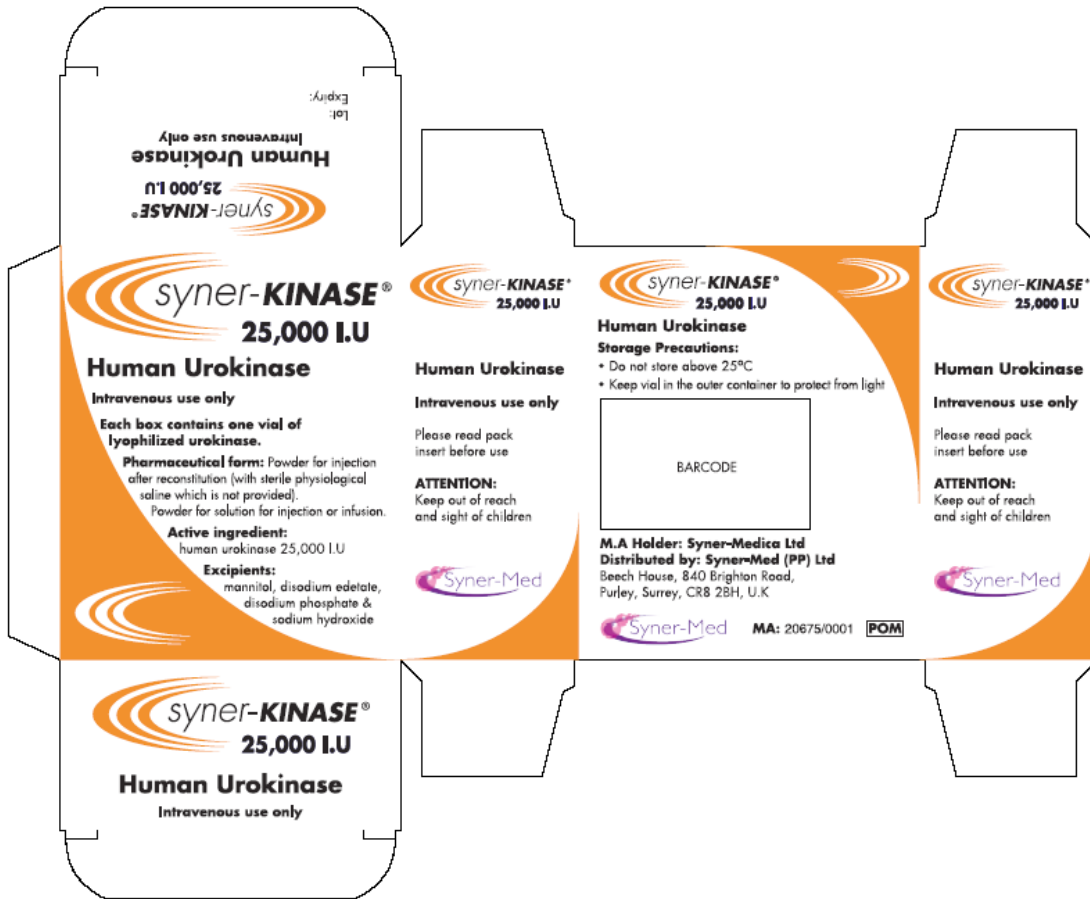 Lot:
Expiry:
Intravenous use only
Human Urokinase
25,000 I.U
syner-KINASE®
syner-KINASE®
25,000 I.U
Human Urokinase
Intravenous use only
Each box contains one vial of
lyophilized urokinase.
Pharmaceutical form: Powder for injection
after reconstitution (with sterile physiological
saline which is not provided).
Powder for solution for injection or infusion.
Active ingredient:
human urokinase 25,000 I.U
Excipients:
mannitol, disodium edetate,
disodium phosphate &
sodium hydroxide
syner-KINASE®
25,000 I.U
Human Urokinase
Intravenous use only
syner-KINASE®
25,000 I.U
Human Urokinase
Intravenous use only
Please read pack
insert before use
ATTENTION:
Keep out of reach
and sight of children
Syner-Med
syner-KINASE®
25,000 I.U
Human Urokinase
Storage Precautions:
• Do not store above 25°C
• Keep vial in the outer container to protect from light
BARCODE
M.A Holder: Syner-Medica Ltd
Distributed by: Syner-Med (PP) Ltd
Beech House, 840 Brighton Road,
Purley, Surrey, CR8 2BH, U.K
Syner-Med MA: 20675/0001 POM
syner-KINASE®
25,000 I.U
Human Urokinase
Intravenous use only
Please read pack
insert before use
ATTENTION:
Keep out of reach
and sight of children
Syner-Med